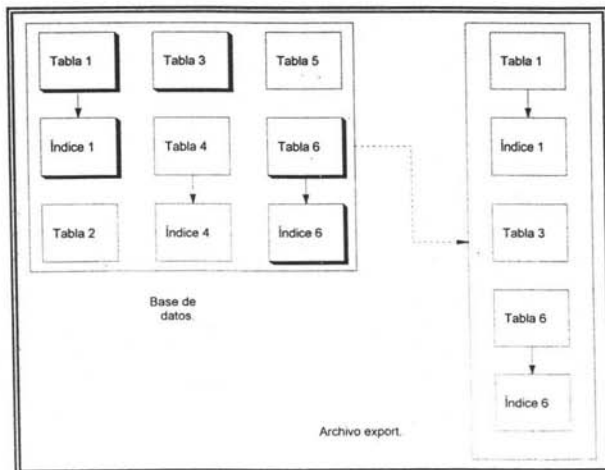 Tabla 1
Tabla 3
Tabla 5
Tabla 1
Índice 1
Tabla 4
Tabla 6
Índice 1
Tabla 2
Índice 4
Índice 6
Tabla 3
Base de
datos.
Tabla 6
Índice 6
Archivo export.